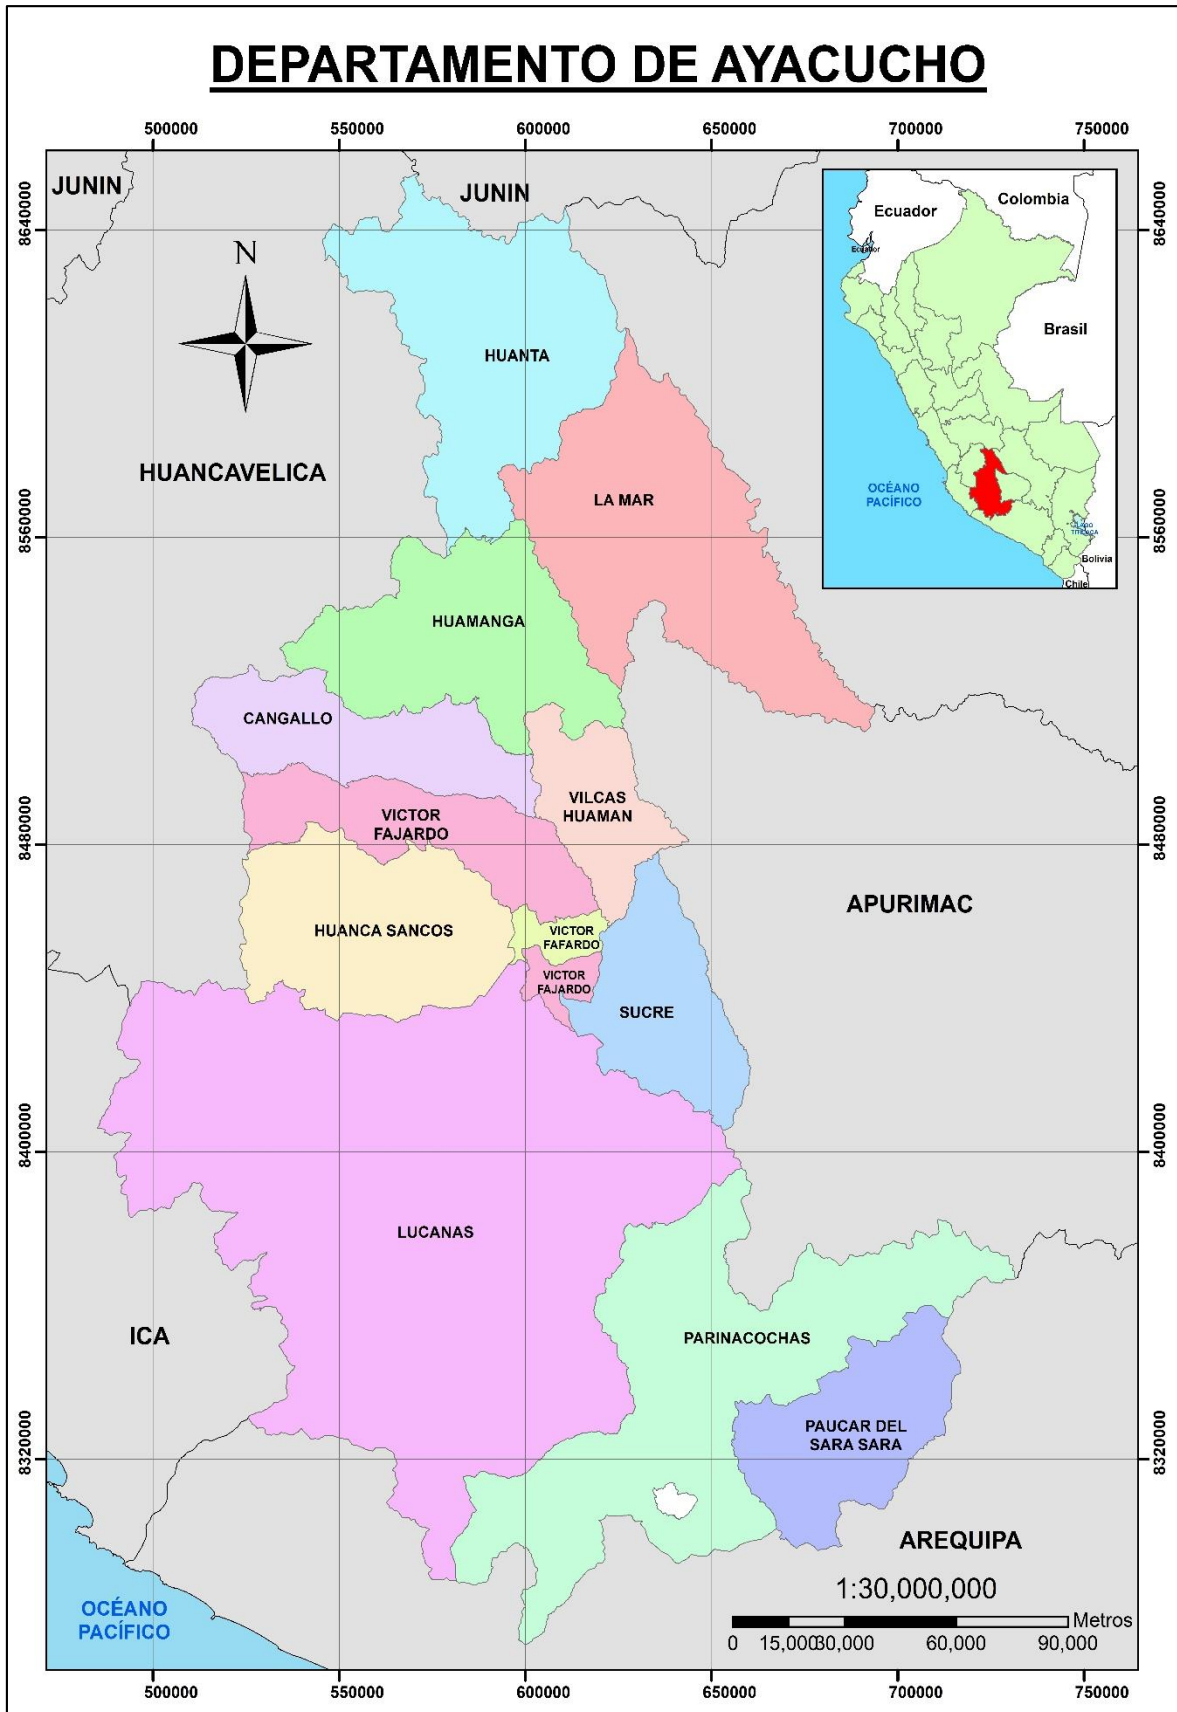 DEPARTAMENTO DE AYACUCHO
500000
550000
600000
650000
700000
750000
8640000
8640000
JUNIN
JUNIN
N
Ecuador
Colombia
Ecuador
Brasil
OCÉANO
PACÍFICO
LAGO
TITICACA
Bolivia
Chile
HUANTA
HUANCAVELICA
LA MAR
8560000
8560000
HUAMANGA
CANGALLO
VILCAS
HUAMAN
VICTOR
FAJARDO
8480000
8480000
APURIMAC
HUANCA SANCOS
VICTOR
FAFARDO
VICTOR
FAJARDO
SUCRE
8400000
8400000
LUCANAS
ICA
PARINACOCHAS
PAUCAR DEL
SARA SARA
8320000
8320000
AREQUIPA
1:30,000,000
Metros
0
15,000
30,000
60,000
90,000
OCÉANO
PACÍFICO
500000
550000
600000
650000
700000
750000